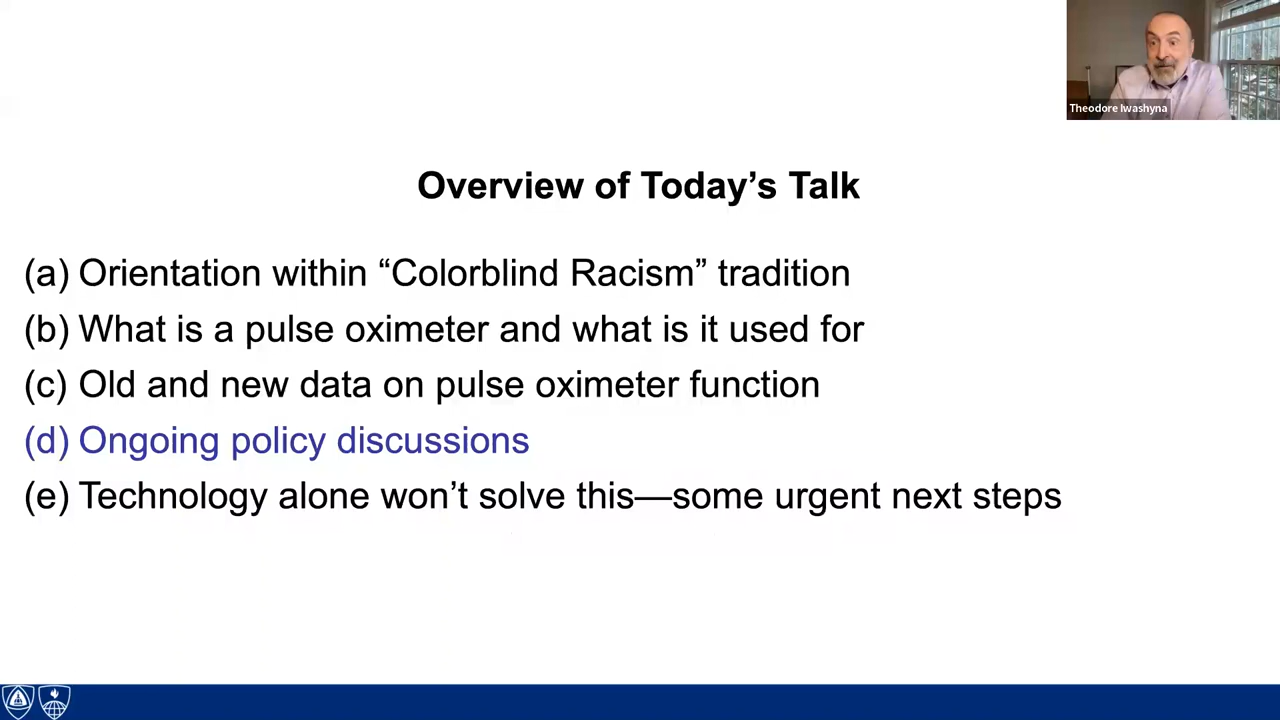 Theodore Iwashyna
Overview of Today’s Talk
(a) Orientation within “Colorblind Racism” tradition
(b) What is a pulse oximeter and what is it used for
(c) Old and new data on pulse oximeter function
(d) Ongoing policy discussions
(e) Technology alone won’t solve this—some urgent next steps